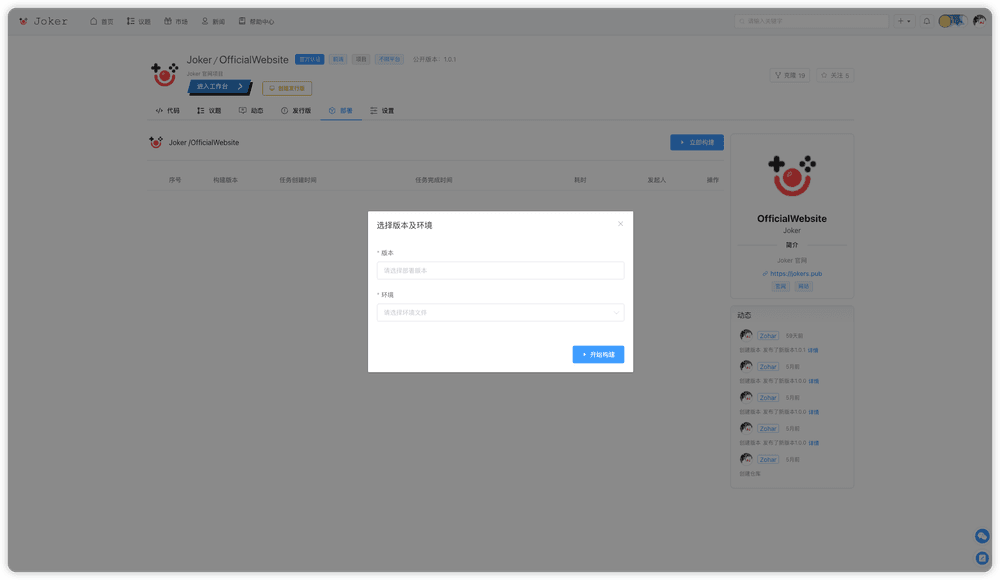 Joker 首页 议题 市场 新闻 帮助中心 请输入关键字
Joker / OfficialWebsite 官方认证 前端 项目 平台 公开版本：1.0.1
Joker 官网项目
进入工作台 创建发行版 克隆 18 关注 5
代码 议题 动态 发行版 部署 设置
Joker /OfficialWebsite 立即构建
序号 构建版本 任务创建时间 任务完成时间 耗时 发起人 操作
选择版本及环境
* 版本
请选择部署版本
* 环境
请选择环境文件
开始构建
OfficialWebsite
Joker
简介
Joker 官网
https://jokers.pub
官网 网站
动态
Zohar 58天前
创建版本 发布了新版本1.0.1 详情
Zohar 5月前
创建版本 发布了新版本1.0.0 详情
Zohar 5月前
创建版本 发布了新版本1.0.0 详情
Zohar 5月前
创建版本 发布了新版本1.0.0 详情
Zohar 5月前
创建仓库